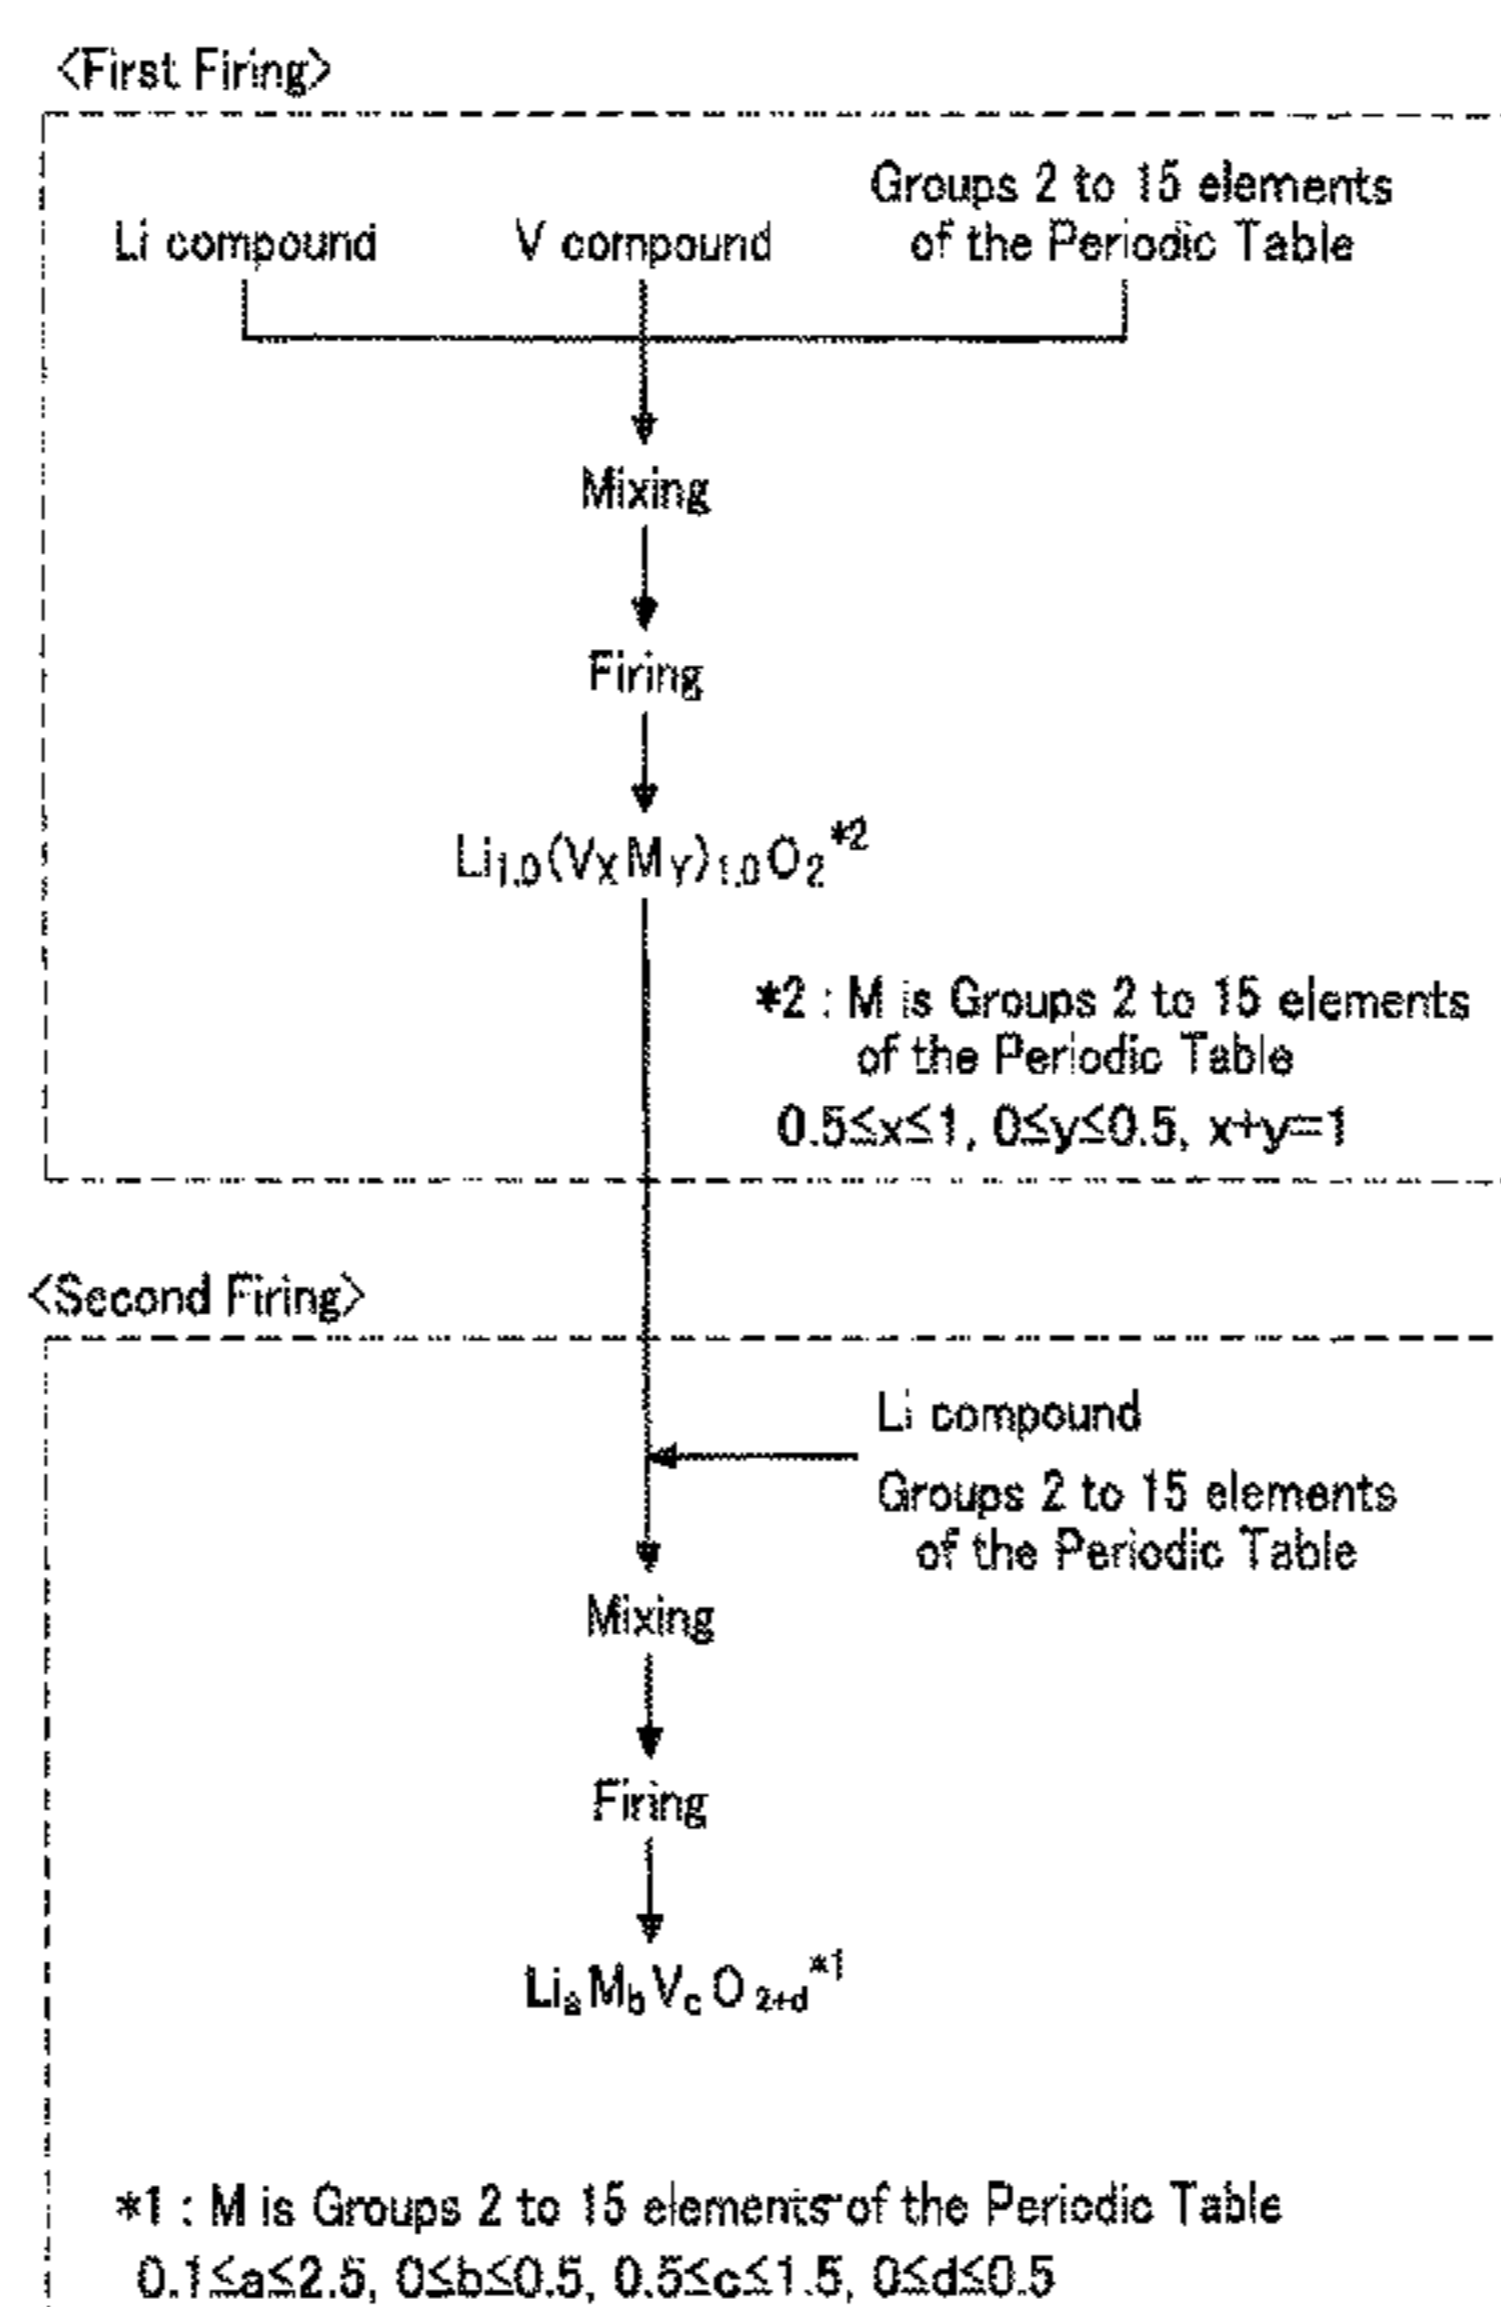 <First Firing>
Groups 2 to 15 elements
of the Periodic Table
Li compound
V compound
Mixing
Firing
Li1.0(VXMY)1.0O2*2
*2 : M is Groups 2 to 15 elements
of the Periodic Table
0.5≦x≦1, 0≦y≦0.5, x+y=1
<Second Firing>
Li compound
Groups 2 to 15 elements
of the Periodic Table
Mixing
Firing
LiaMbVcO2+d*1
*1 : M is Groups 2 to 15 elements of the Periodic Table
0.1≦a≦2.5, 0≦b≦0.5, 0.5≦c≦1.5, 0≦d≦0.5